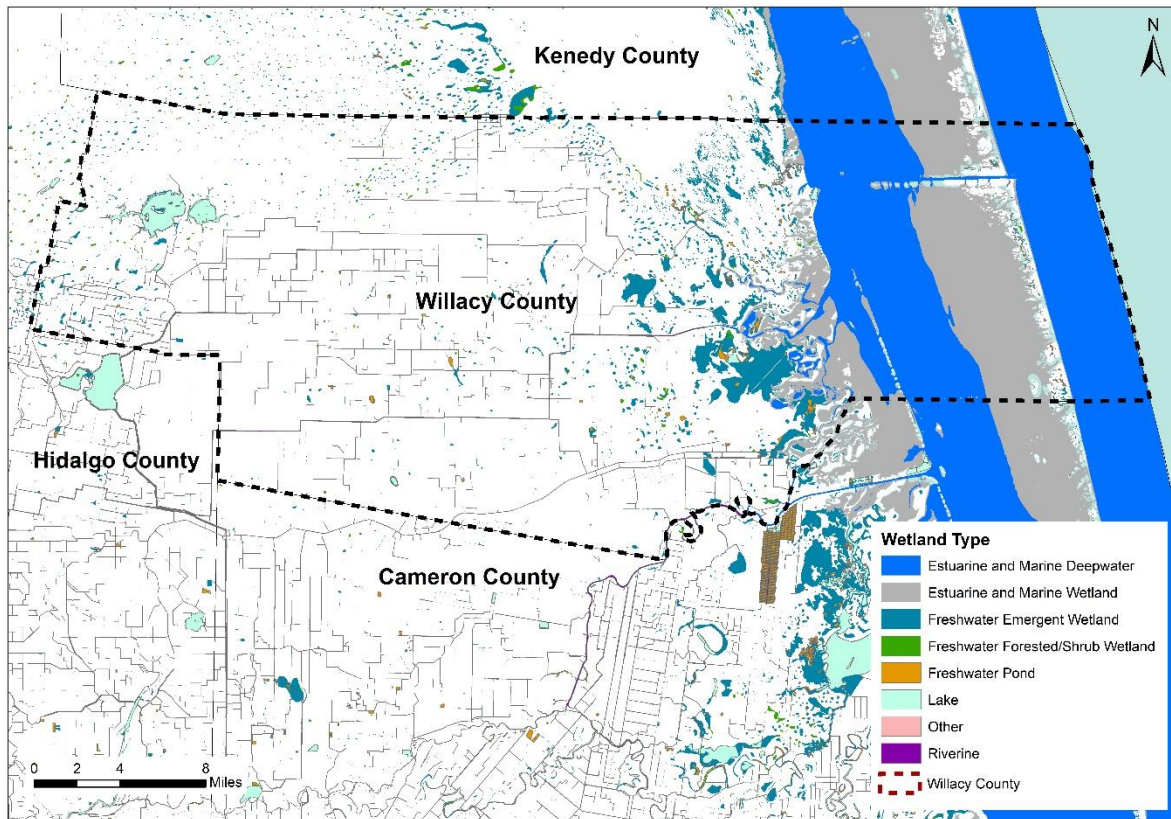 N
Kenedy County
Willacy County
Hidalgo County
Cameron County
Wetland Type
Estuarine and Marine Deepwater
Estuarine and Marine Wetland
Freshwater Emergent Wetland
Freshwater Forested/Shrub Wetland
Freshwater Pond
Lake
Other
Riverine
Willacy County
0 2 4 8
Miles